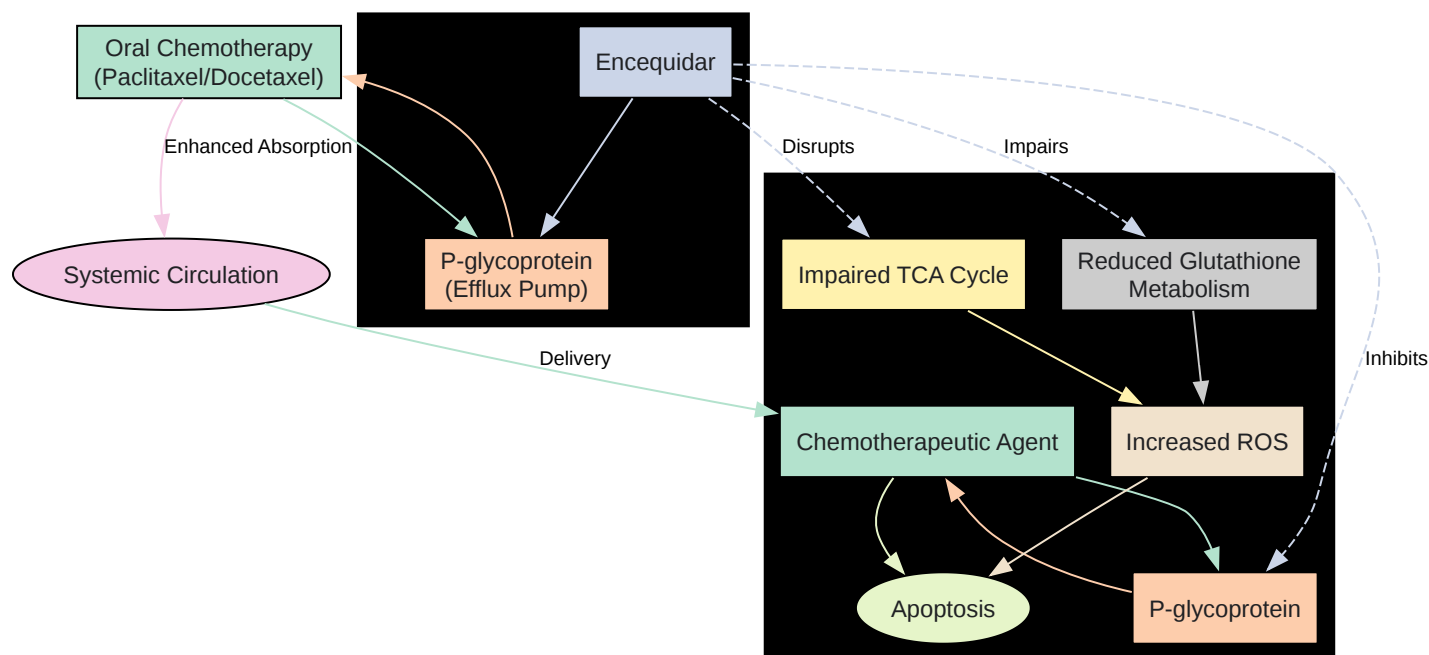 Oral Chemotherapy
(Paclitaxel/Docetaxel)
Encequidar
Enhanced Absorption
Disrupts
Impairs
Systemic Circulation
P-glycoprotein
(Efflux Pump)
Impaired TCA Cycle
Reduced Glutathione
Metabolism
Delivery
Inhibits
Chemotherapeutic Agent
Increased ROS
Apoptosis
P-glycoprotein